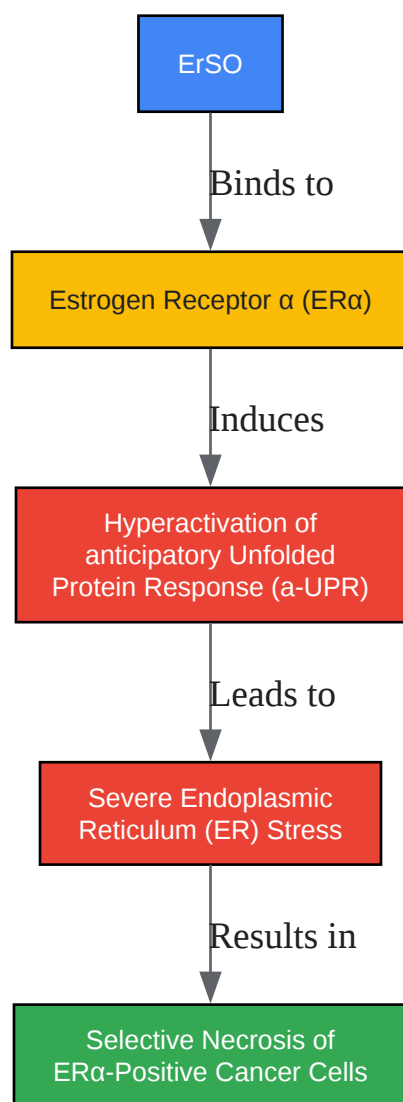 ErSO
Binds to
Estrogen Receptor α (ERα)
Induces
Hyperactivation of
anticipatory Unfolded
Protein Response (a-UPR)
Leads to
Severe Endoplasmic
Reticulum (ER) Stress
Results in
Selective Necrosis of
ERα-Positive Cancer Cells